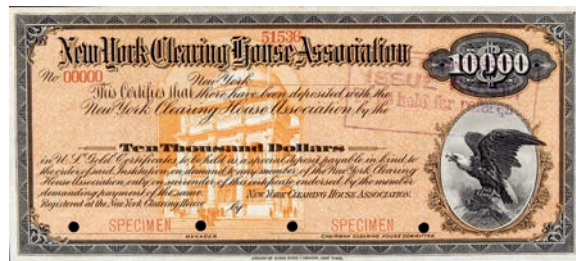 51536
New York Clearing House Association
No 00000
10000
New York
ISSUE
This Certifies that there have been deposited with the
New York Clearing House Association by the
Ten Thousand Dollars
in U.S. Gold Certificates to be held as a special deposit payable in kind to
the order of said Institution, on demand to any member of the New York Clearing
House Association, only on surrender of this certificate endorsed by the member
demanding payment of the same.
NEW YORK CLEARING HOUSE ASSOCIATION.
Registered at the New York Clearing House
By
SPECIMEN
SPECIMEN
MANAGER.
CHAIRMAN CLEARING HOUSE COMMITTEE.